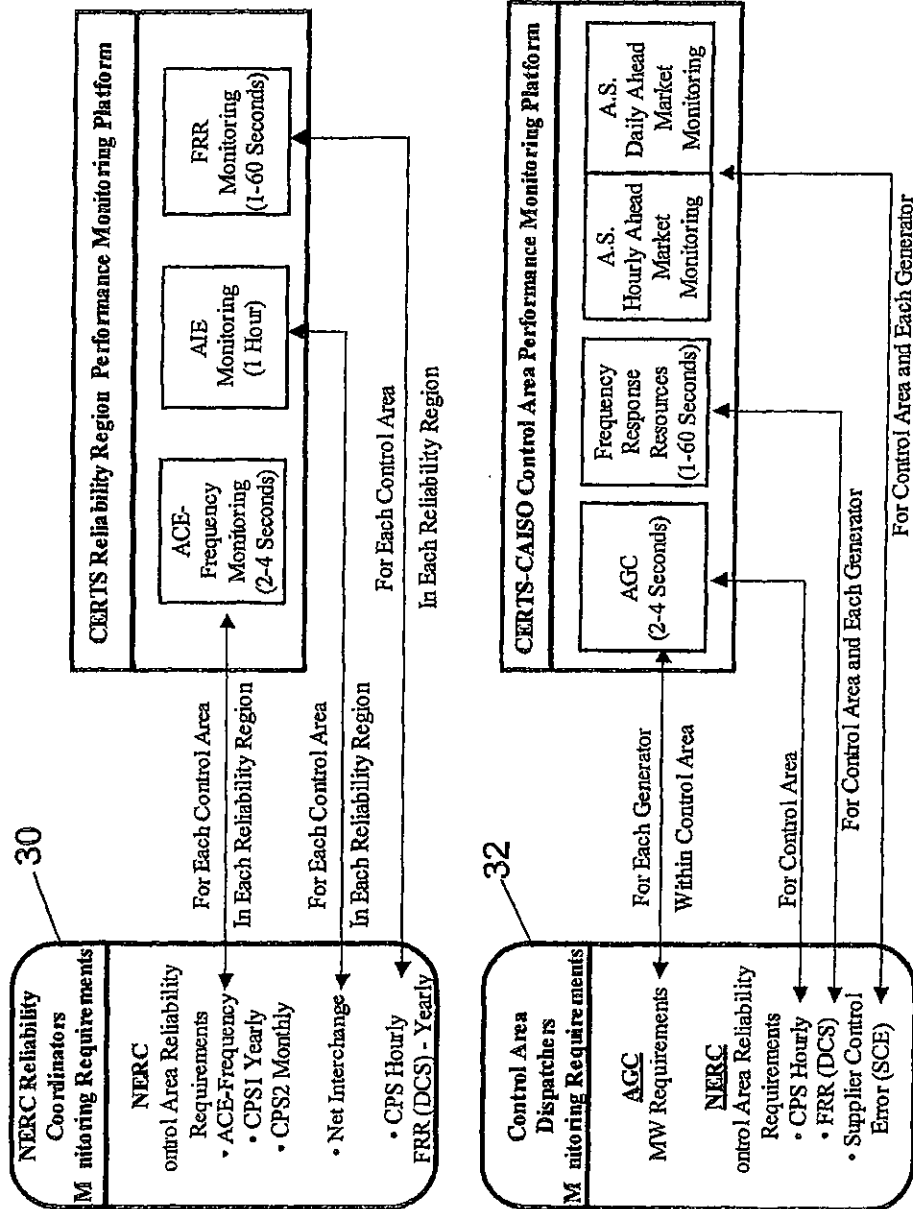 30
NERC Reliability
Coordinators
M nitoring Requirements
NERC
ontrol Area Reliability
Requirements
• ACE-Frequency
• CPS1 Yearly
• CPS2 Monthly
• Net Interchange
• CPS Hourly
FRR (DCS) - Yearly
For Each Control Area
In Each Reliability Region
For Each Control Area
In Each Reliability Region
For Each Control Area
In Each Reliability Region
CERTS Reliability Region Performance Monitoring Platform
ACE-
Frequency
Monitoring
(2-4 Seconds)
AIE
Monitoring
(1 Hour)
FRR
Monitoring
(1-60 Seconds)
32
Control Area
Dispatchers
M nitoring Requirements
AGC
MW Requirements
NERC
ontrol Area Reliability
Requirements
• CPS Hourly
• FRR (DCS)
• Supplier Control
Error (SCE)
For Each Generator
Within Control Area
For Control Area
For Control Area and Each Generator
For Control Area and Each Generator
CERTS-CAISO Control Area Performance Monitoring Platform
AGC
(2-4 Seconds)
Frequency
Response
Resources
(1-60 Seconds)
A.S.
Hourly Ahead
Market
Monitoring
A.S.
Daily Ahead
Market
Monitoring